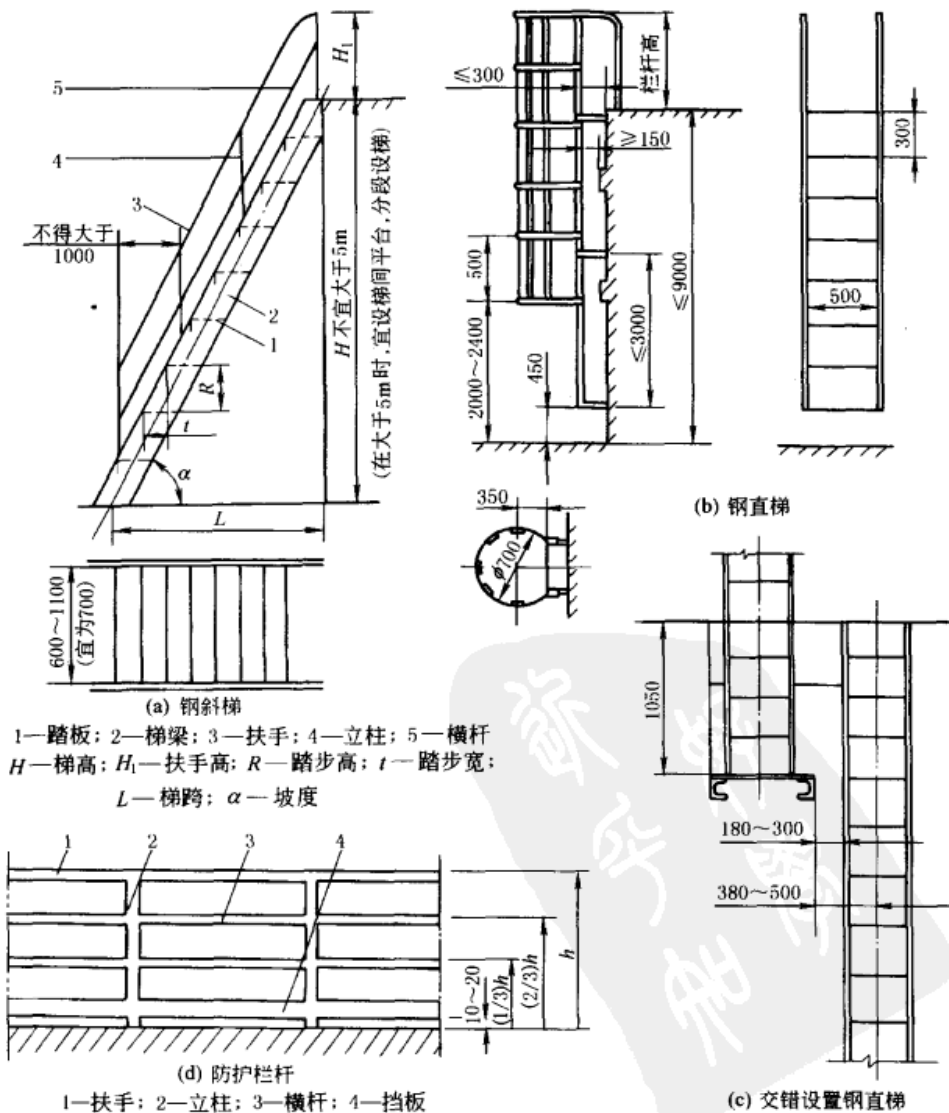 H₁
5
4
3
不得大于
1000
2
1
R
t
α
L
H 不宜大于5m
(在大于5m时,宜设梯间平台,分段设梯)
600～1100
(宜为700)
(a) 钢斜梯
1—踏板；2—梯梁；3—扶手；4—立柱；5—横杆
H—梯高；H₁—扶手高；R—踏步高；t—踏步宽；
L—梯跨；α—坡度
≤300
栏杆高
≥150
500
2000～2400
450
≤3000
≤9000
350
φ700
300
500
(b) 钢直梯
1050
180～300
380～500
(c) 交错设置钢直梯
1
2
3
4
10～20
(1/3)h
(2/3)h
h
(d) 防护栏杆
1—扶手；2—立柱；3—横杆；4—挡板